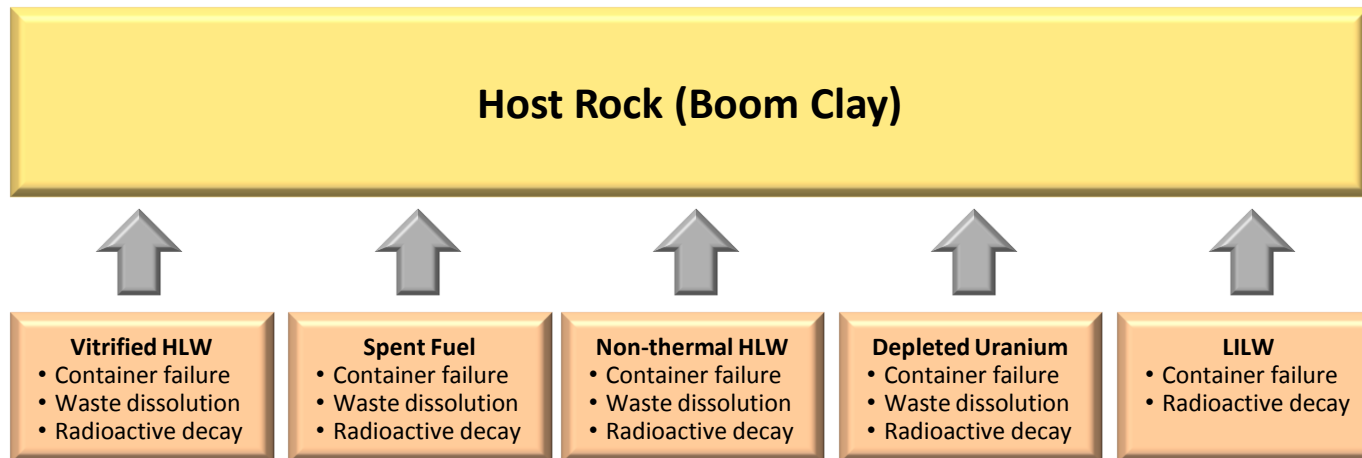 Host Rock (Boom Clay)
Vitrified HLW
• Container failure
• Waste dissolution
• Radioactive decay
Spent Fuel
• Container failure
• Waste dissolution
• Radioactive decay
Non-thermal HLW
• Container failure
• Waste dissolution
• Radioactive decay
Depleted Uranium
• Container failure
• Waste dissolution
• Radioactive decay
LILW
• Container failure
• Radioactive decay